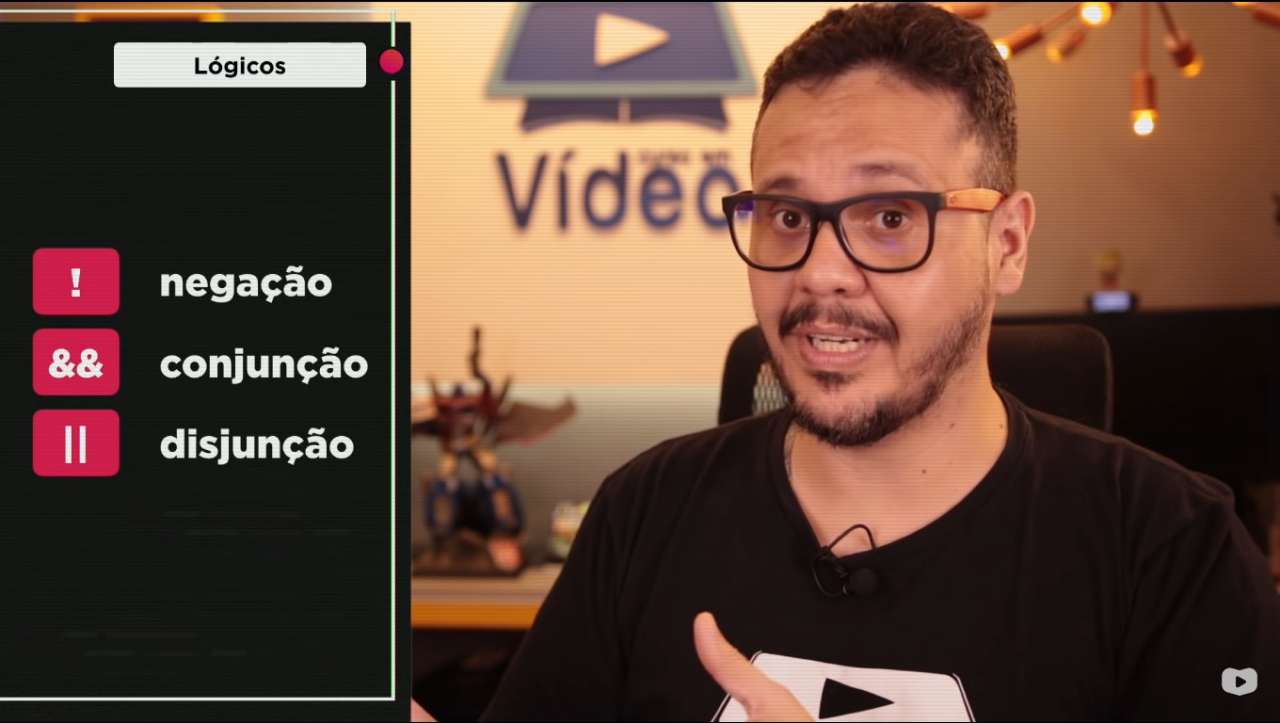 Lógicos
! negação
&& conjunção
|| disjunção
Vídeo